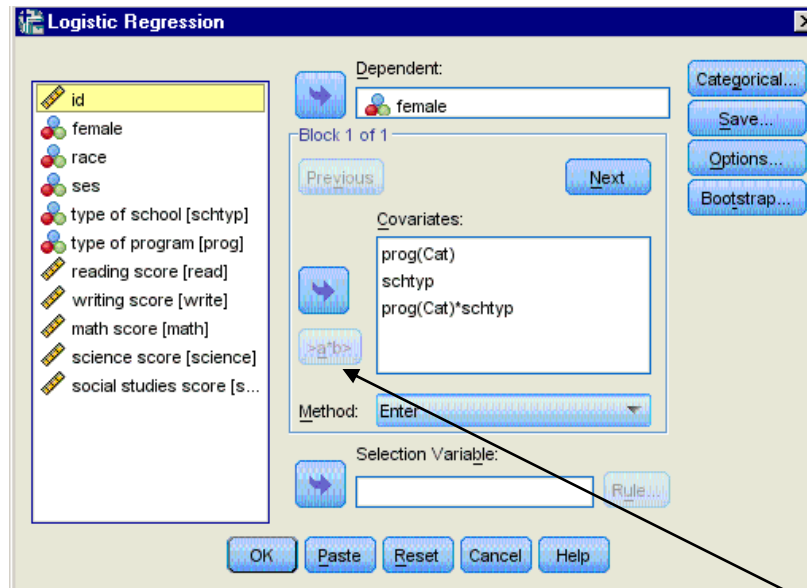 Logistic Regression
id
female
race
ses
type of school [schtyp]
type of program [prog]
reading score [read]
writing score [write]
math score [math]
science score [science]
social studies score [s...
Dependent:
female
Block 1 of 1
Previous
Next
Covariates:
prog(Cat)
schtyp
prog(Cat)*schtyp
>a*b>
Method:
Enter
Selection Variable:
Rule...
Categorical...
Save...
Options...
Bootstrap...
OK
Paste
Reset
Cancel
Help